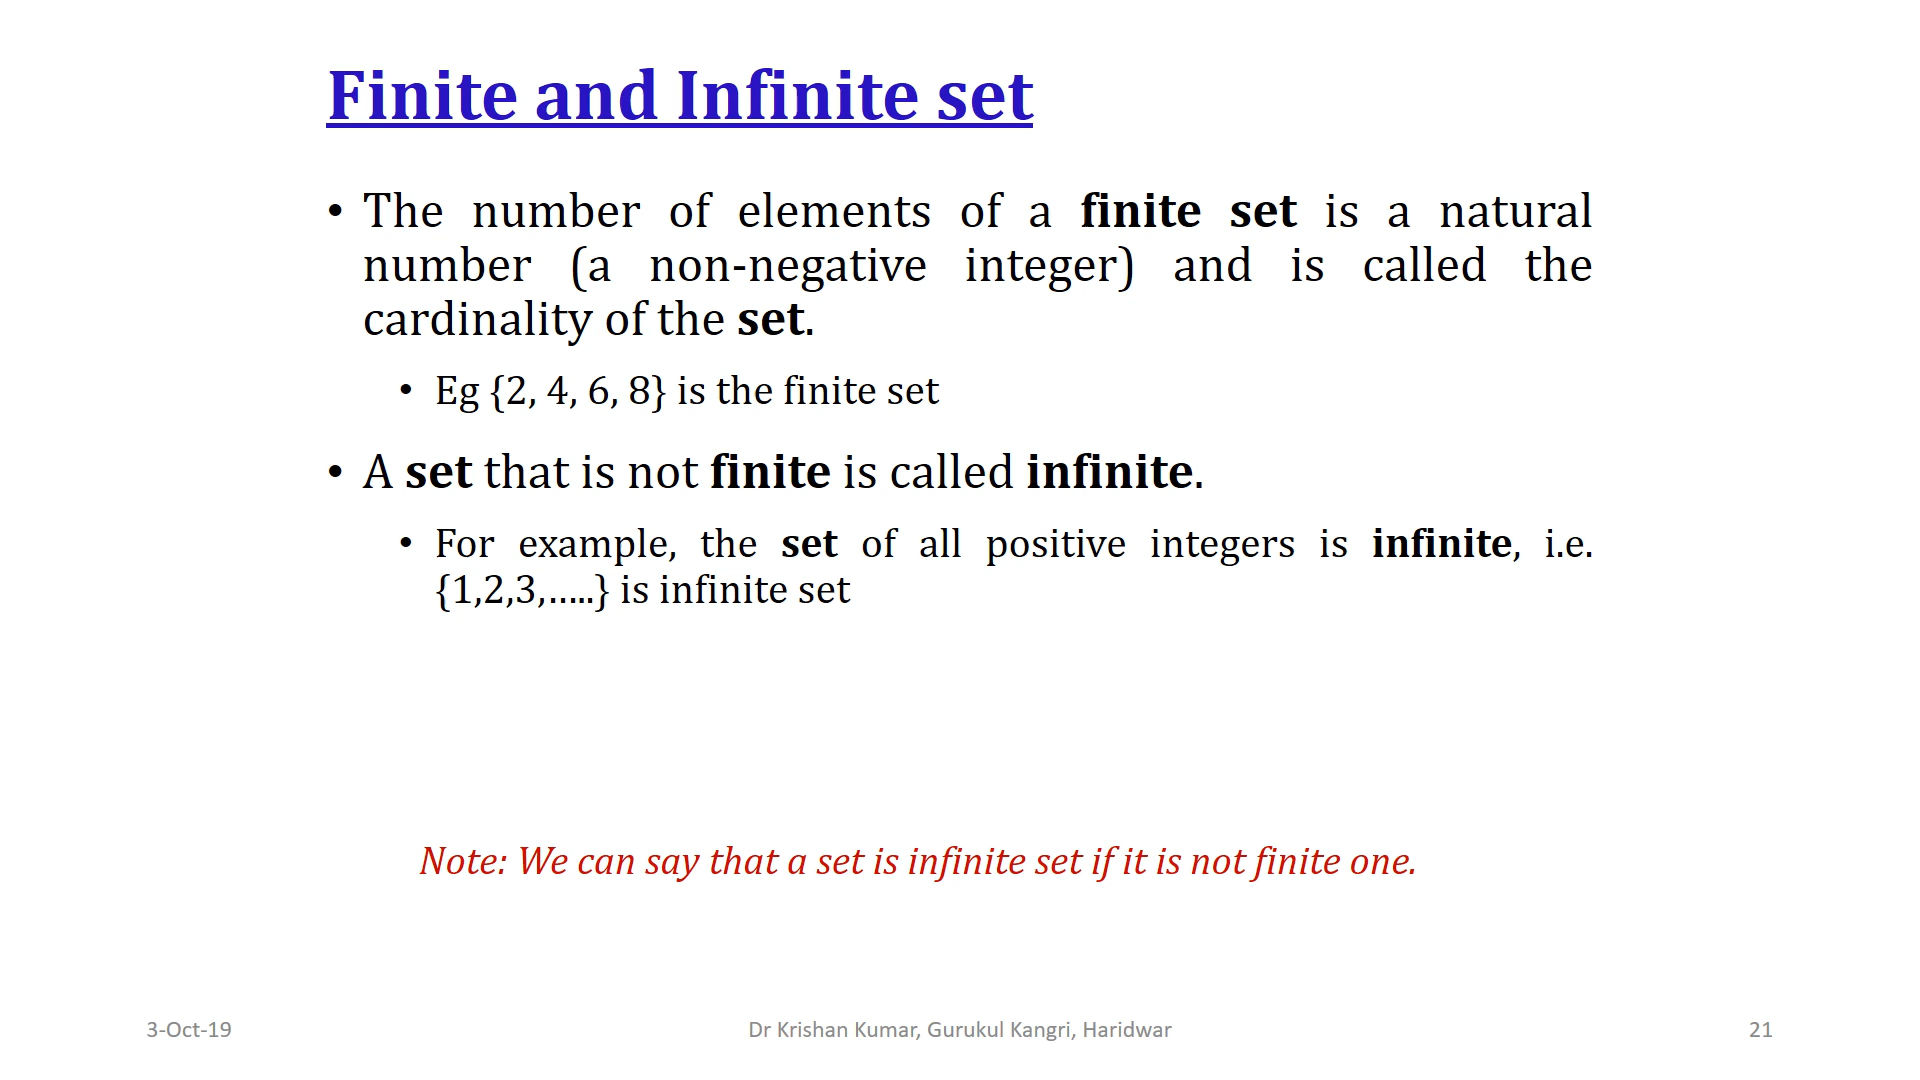 Finite and Infinite set
• The number of elements of a finite set is a natural
number (a non-negative integer) and is called the
cardinality of the set.
• Eg {2, 4, 6, 8} is the finite set
• A set that is not finite is called infinite.
• For example, the set of all positive integers is infinite, i.e.
{1,2,3,…..} is infinite set
Note: We can say that a set is infinite set if it is not finite one.
3-Oct-19
Dr Krishan Kumar, Gurukul Kangri, Haridwar
21